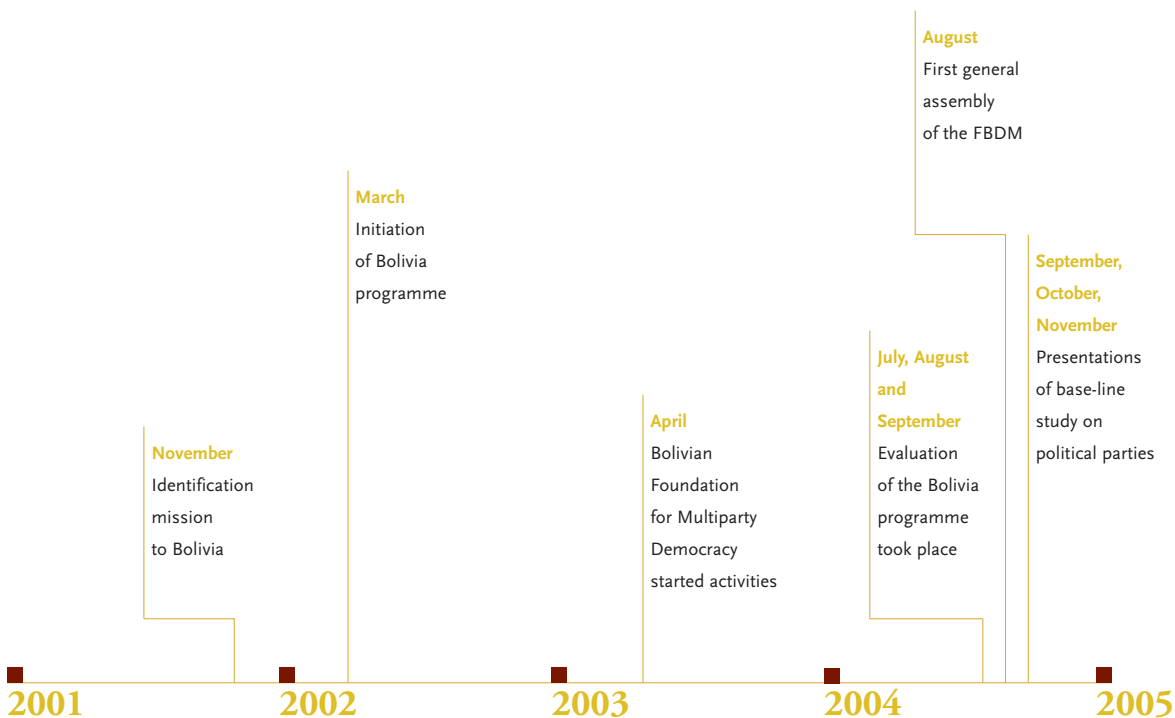 November
Identification
mission
to Bolivia
March
Initiation
of Bolivia
programme
April
Bolivian
Foundation
for Multiparty
Democracy
started activities
July, August
and
September
Evaluation
of the Bolivia
programme
took place
August
First general
assembly
of the FBDM
September,
October,
November
Presentations
of base-line
study on
political parties
2001
2002
2003
2004
2005